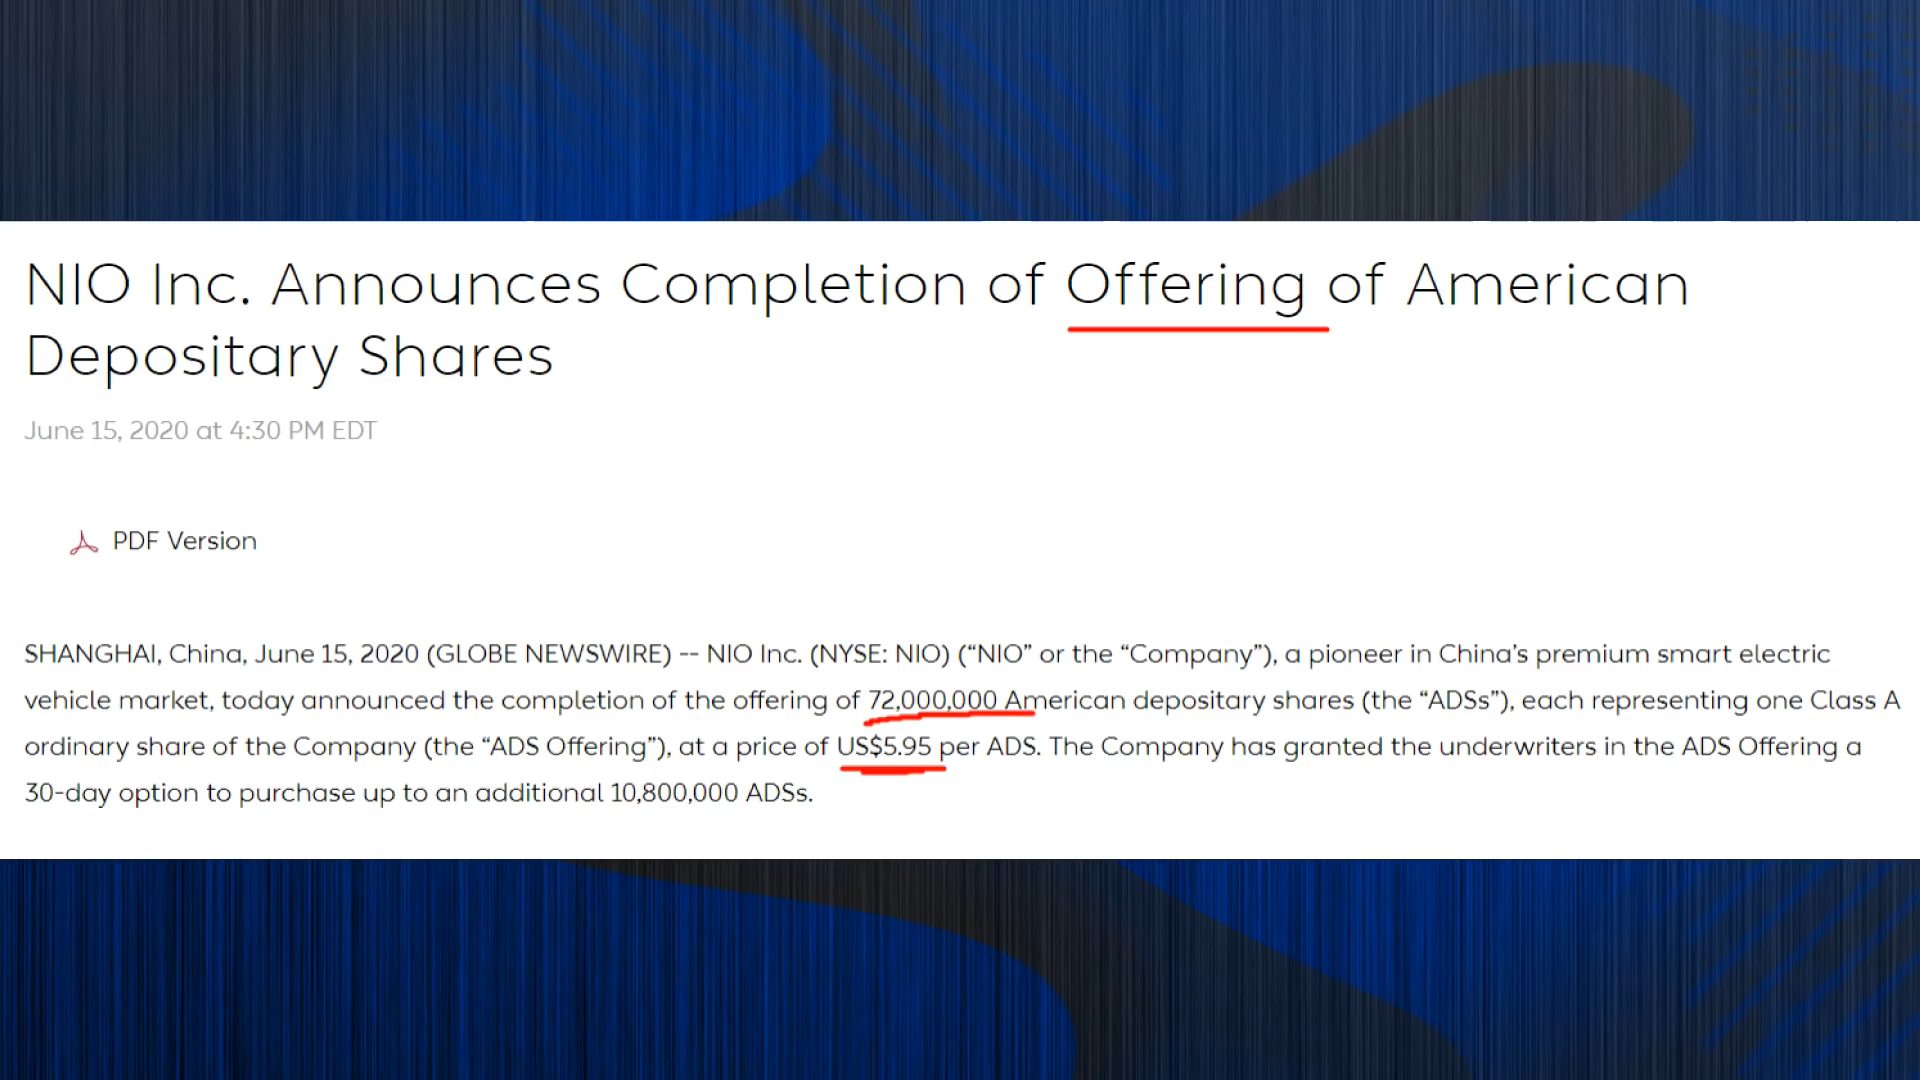 NIO Inc. Announces Completion of Offering of American
Depositary Shares
June 15, 2020 at 4:30 PM EDT
PDF Version
SHANGHAI, China, June 15, 2020 (GLOBE NEWSWIRE) -- NIO Inc. (NYSE: NIO) (“NIO” or the “Company”), a pioneer in China’s premium smart electric
vehicle market, today announced the completion of the offering of 72,000,000 American depositary shares (the “ADSs”), each representing one Class A
ordinary share of the Company (the “ADS Offering”), at a price of US$5.95 per ADS. The Company has granted the underwriters in the ADS Offering a
30-day option to purchase up to an additional 10,800,000 ADSs.